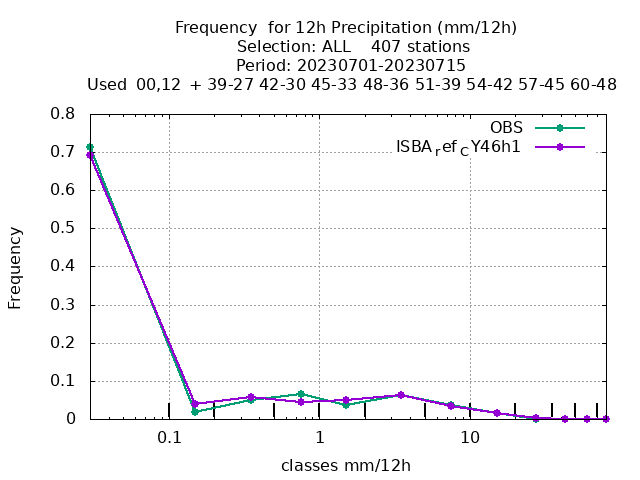 Frequency  for 12h Precipitation (mm/12h)
Selection: ALL    407 stations
Period: 20230701-20230715
Used  00,12  + 39-27 42-30 45-33 48-36 51-39 54-42 57-45 60-48
OBS
ISBA_ref_CY46h1
Frequency
0.8
0.7
0.6
0.5
0.4
0.3
0.2
0.1
0
0.1
1
10
classes mm/12h